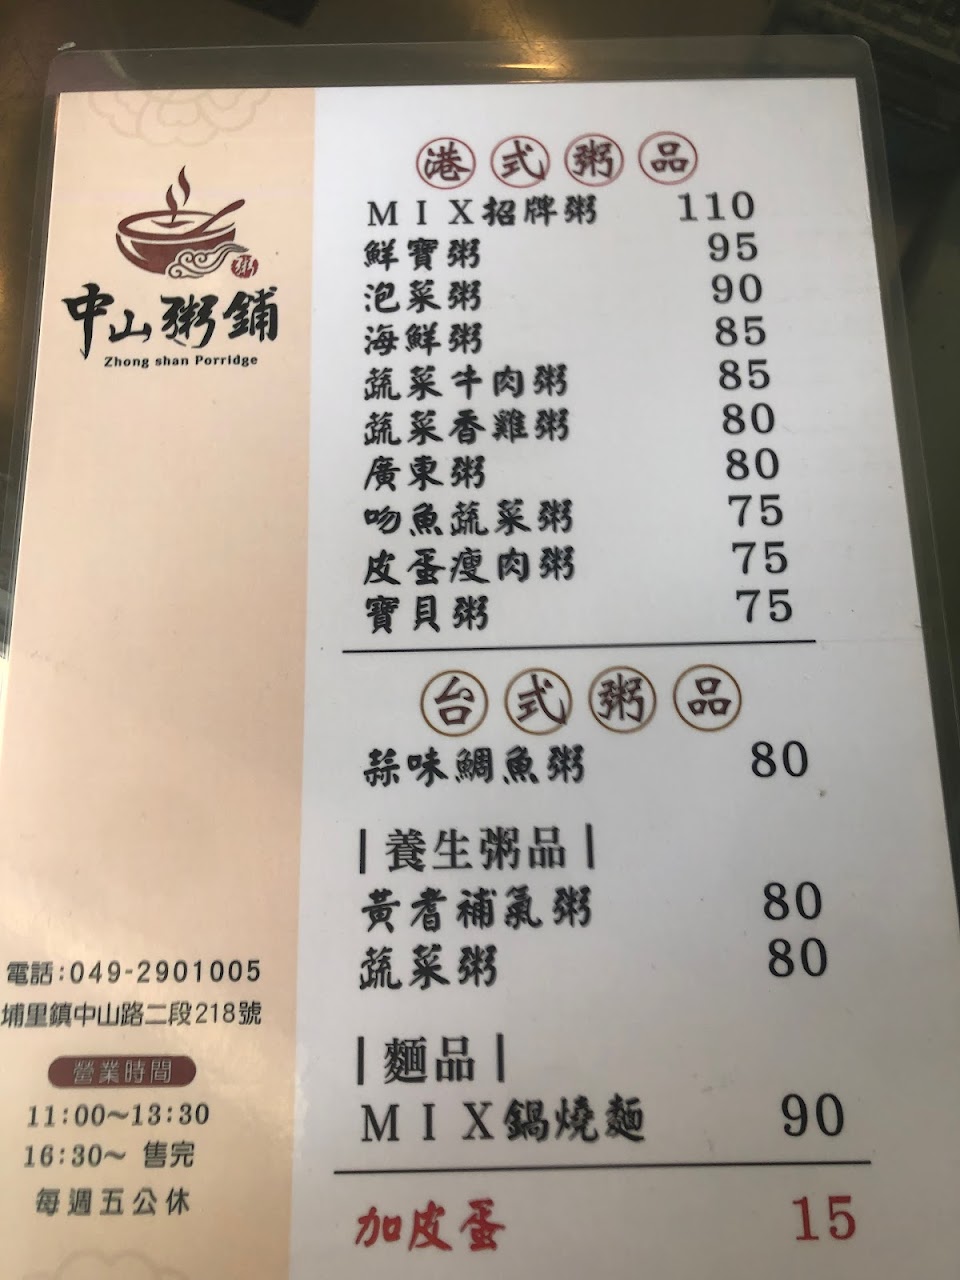 粥
中山粥鋪
Zhong shan Porridge
電話：049-2901005
埔里鎮中山路二段218號
營業時間
11:00～13:30
16:30～ 售完
每週五公休
港式粥品
MIX招牌粥 110
鮮寶粥 95
泡菜粥 90
海鮮粥 85
蔬菜牛肉粥 85
蔬菜香雞粥 80
廣東粥 80
吻魚蔬菜粥 75
皮蛋瘦肉粥 75
寶貝粥 75
台式粥品
蒜味鯛魚粥 80
|養生粥品|
黃耆補氣粥 80
蔬菜粥 80
|麵品|
MIX鍋燒麵 90
加皮蛋 15